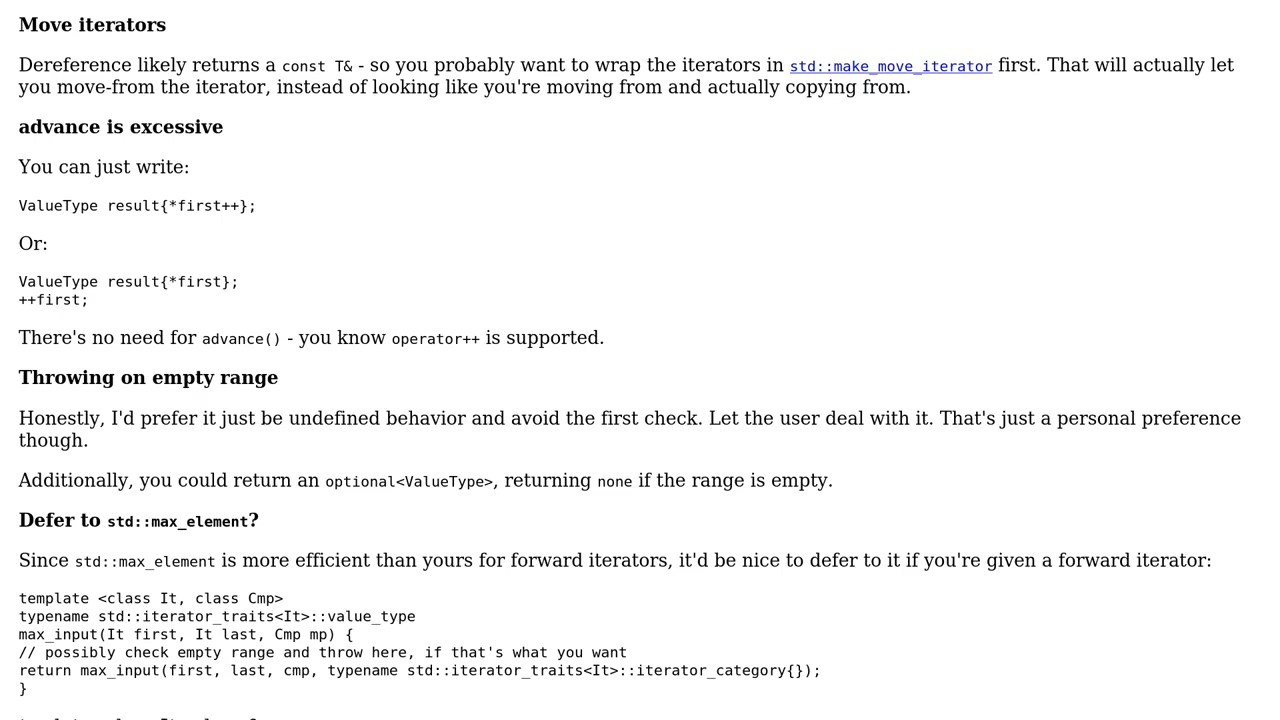 Move iterators
Dereference likely returns a const T& - so you probably want to wrap the iterators in std::make_move_iterator first. That will actually let
you move-from the iterator, instead of looking like you're moving from and actually copying from.
advance is excessive
You can just write:
ValueType result{*first++};
Or:
ValueType result{*first};
++first;
There's no need for advance() - you know operator++ is supported.
Throwing on empty range
Honestly, I'd prefer it just be undefined behavior and avoid the first check. Let the user deal with it. That's just a personal preference
though.
Additionally, you could return an optional<ValueType>, returning none if the range is empty.
Defer to std::max_element?
Since std::max_element is more efficient than yours for forward iterators, it'd be nice to defer to it if you're given a forward iterator:
template <class It, class Cmp>
typename std::iterator_traits<It>::value_type
max_input(It first, It last, Cmp mp) {
// possibly check empty range and throw here, if that's what you want
return max_input(first, last, cmp, typename std::iterator_traits<It>::iterator_category{});
}